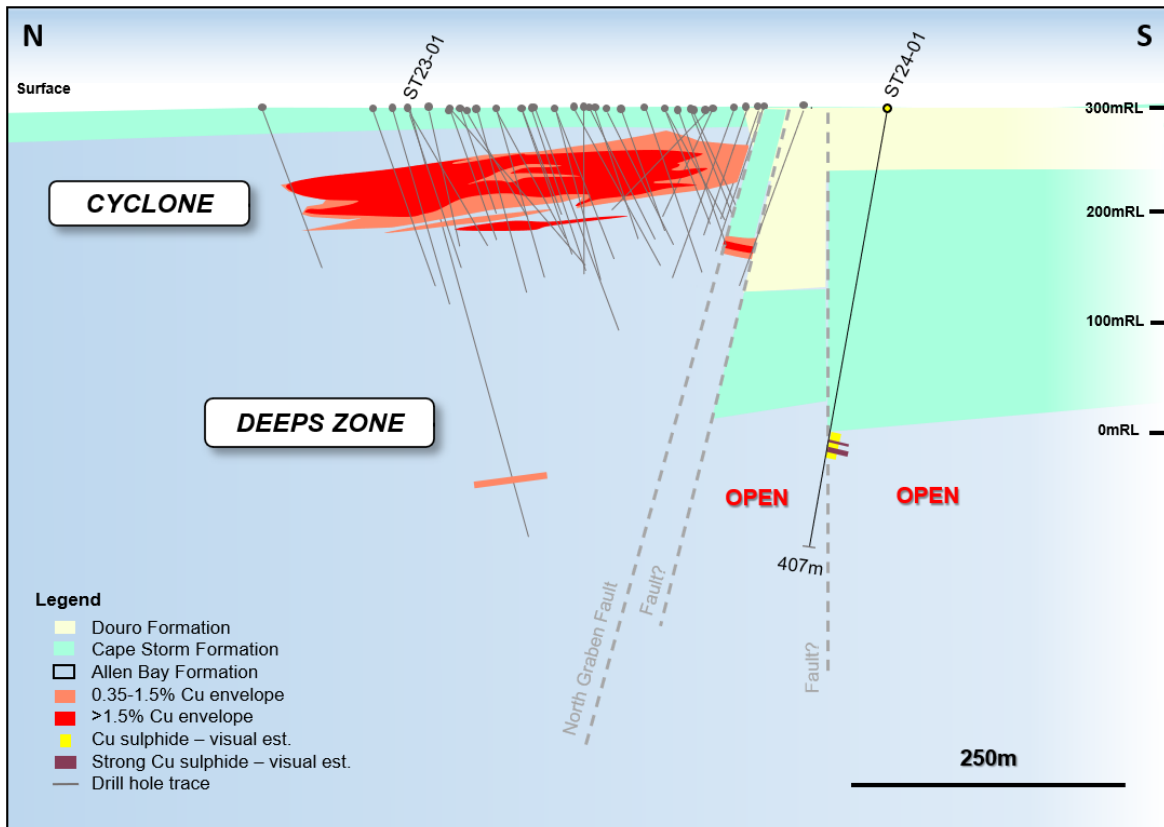 N
S
ST23-01
ST24-01
Surface
300mRL
CYCLONE
200mRL
100mRL
DEEPS ZONE
0mRL
OPEN
OPEN
407m
North Graben Fault
Fault?
Fault?
Legend
Douro Formation
Cape Storm Formation
Allen Bay Formation
0.35-1.5% Cu envelope
>1.5% Cu envelope
Cu sulphide – visual est.
Strong Cu sulphide – visual est.
Drill hole trace
250m